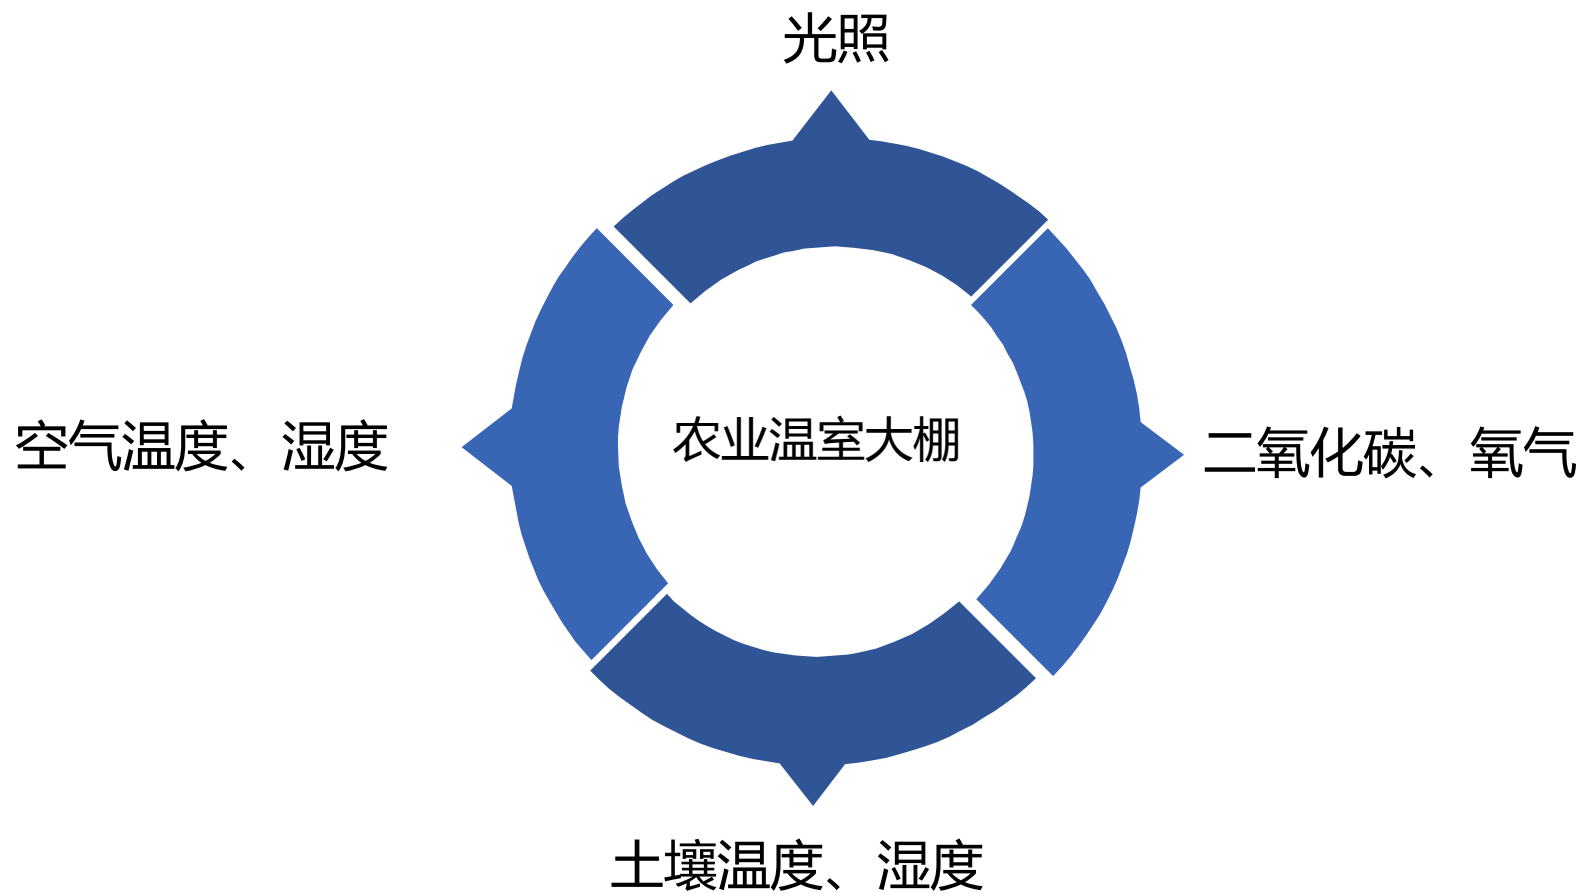 光照
空气温度、湿度
农业温室大棚
二氧化碳、氧气
土壤温度、湿度